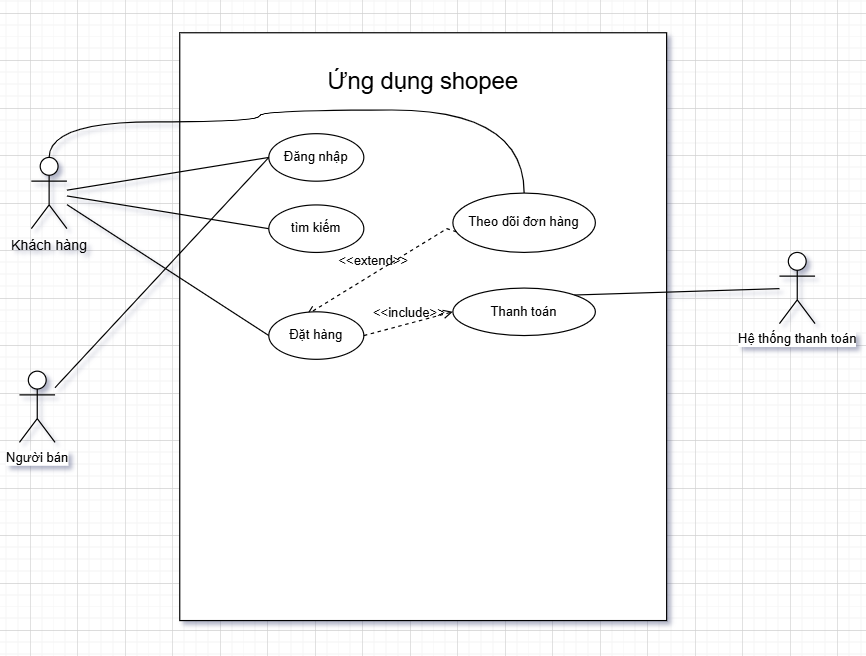 Ứng dụng shopee
Đăng nhập
tìm kiếm
Theo dõi đơn hàng
Khách hàng
<<extend>>
<<include>>
Thanh toán
Đặt hàng
Hệ thống thanh toán
Người bán